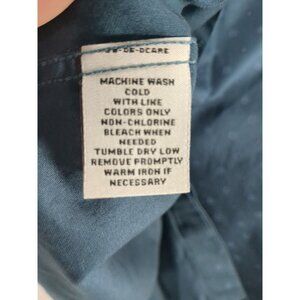 MACHINE WASH
COLD
WITH LIKE
COLORS ONLY
NON-CHLORINE
BLEACH WHEN
NEEDED
TUMBLE DRY LOW
REMOVE PROMPTLY
WARM IRON IF
NECESSARY